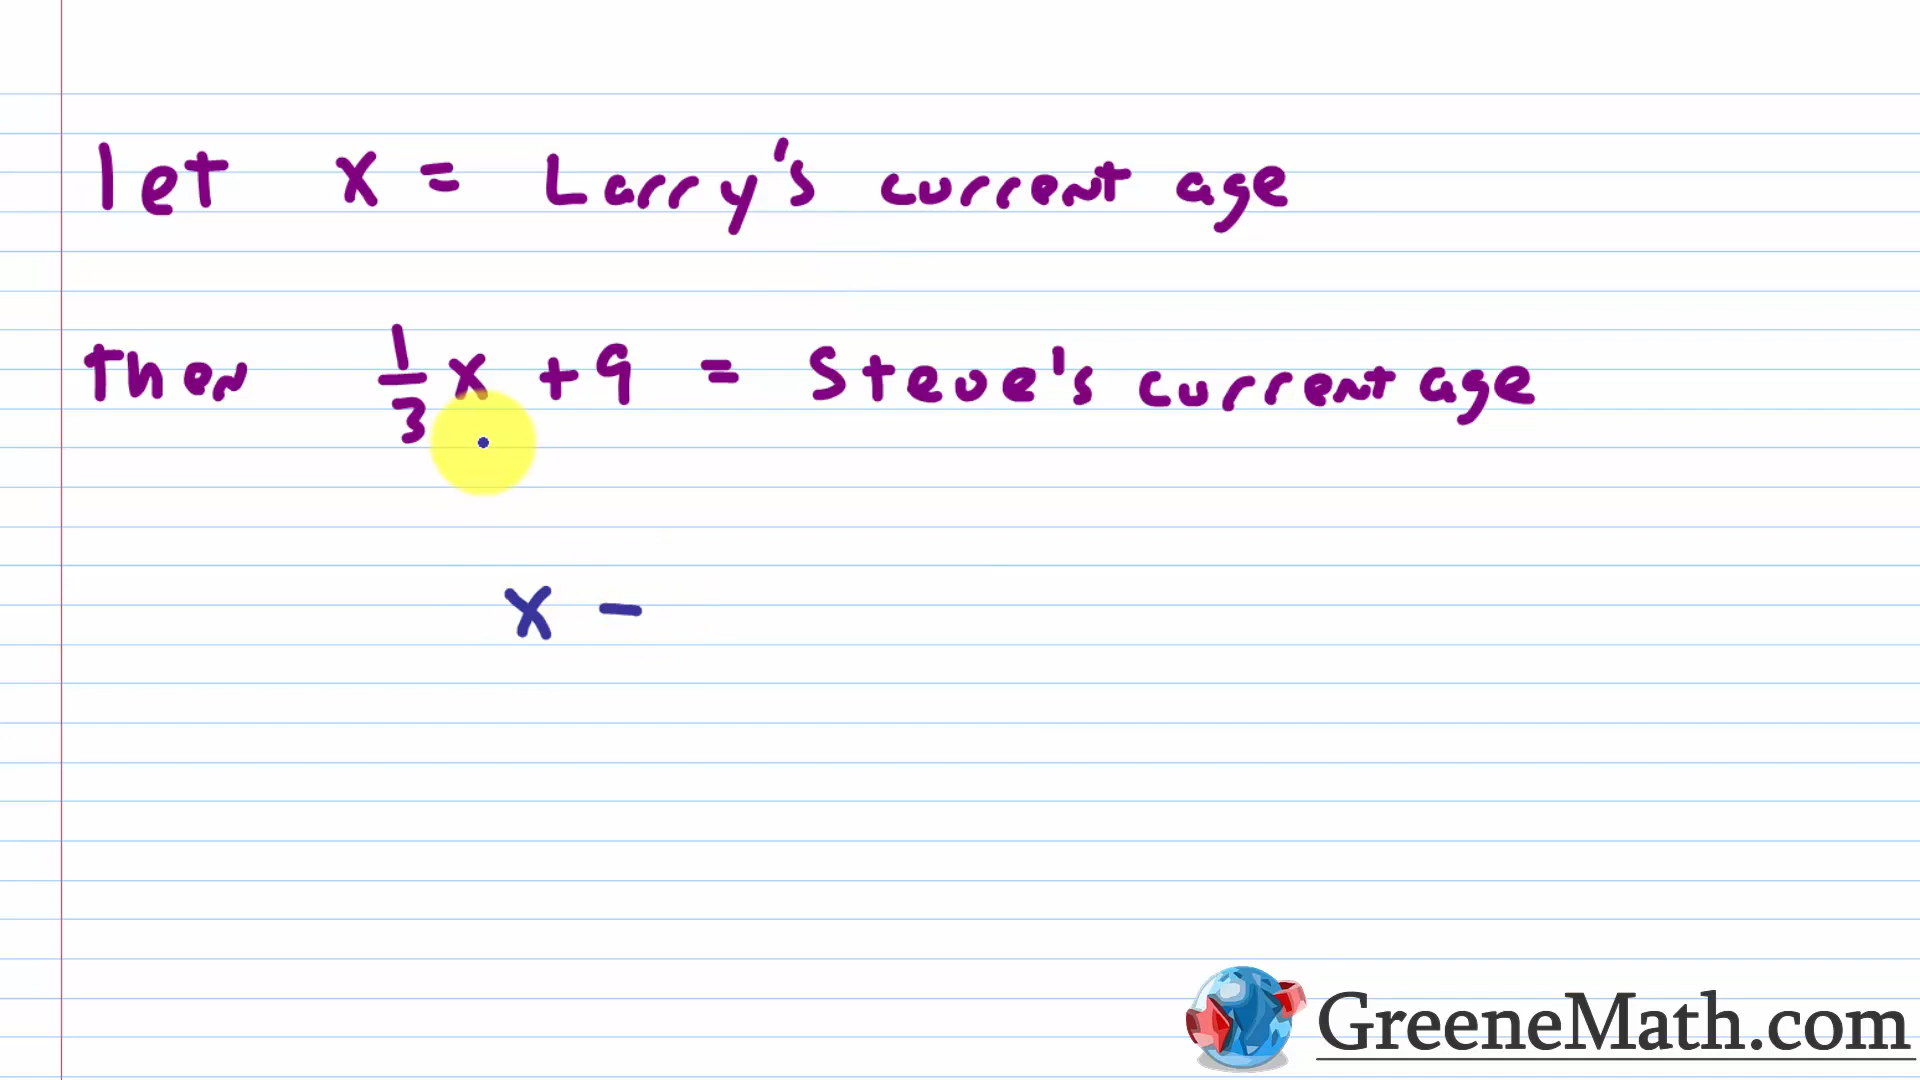 let x = Larry's current age
then 1/3 x + 9 = Steve's current age
x -
GreeneMath.com